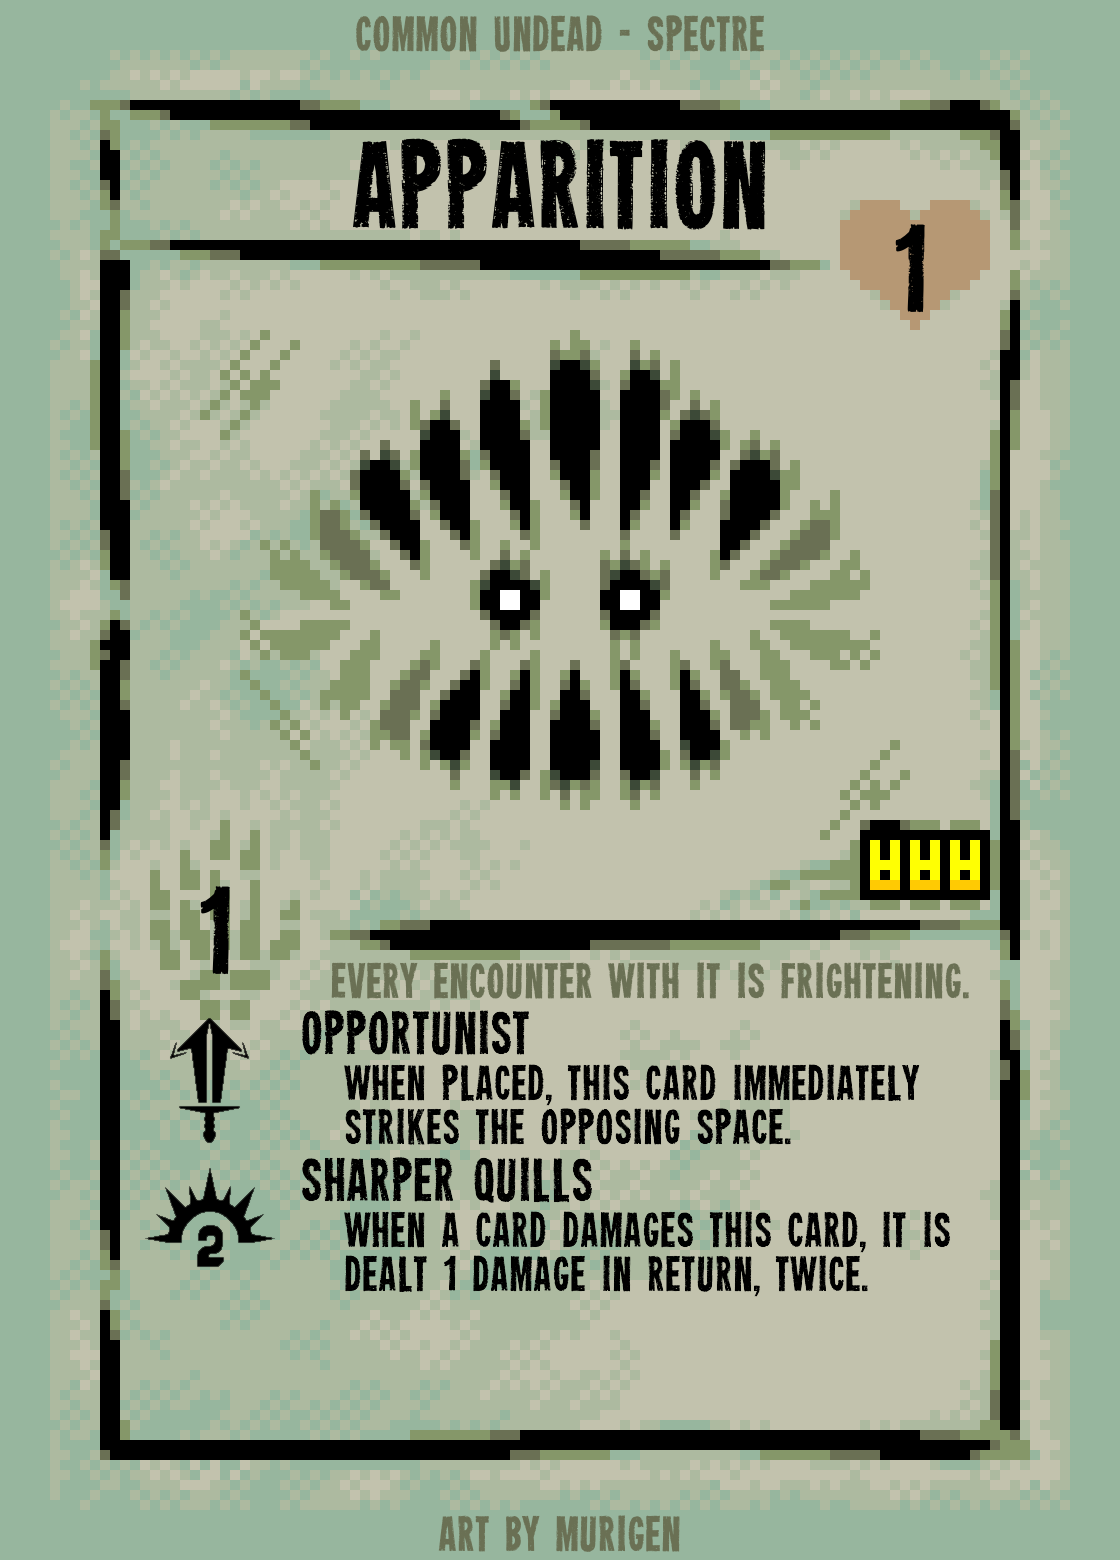 COMMON UNDEAD - SPECTRE
APPARITION
1
1
EVERY ENCOUNTER WITH IT IS FRIGHTENING.
OPPORTUNIST
WHEN PLACED, THIS CARD IMMEDIATELY
STRIKES THE OPPOSING SPACE.
SHARPER QUILLS
2
WHEN A CARD DAMAGES THIS CARD, IT IS
DEALT 1 DAMAGE IN RETURN, TWICE.
ART BY MURIGEN